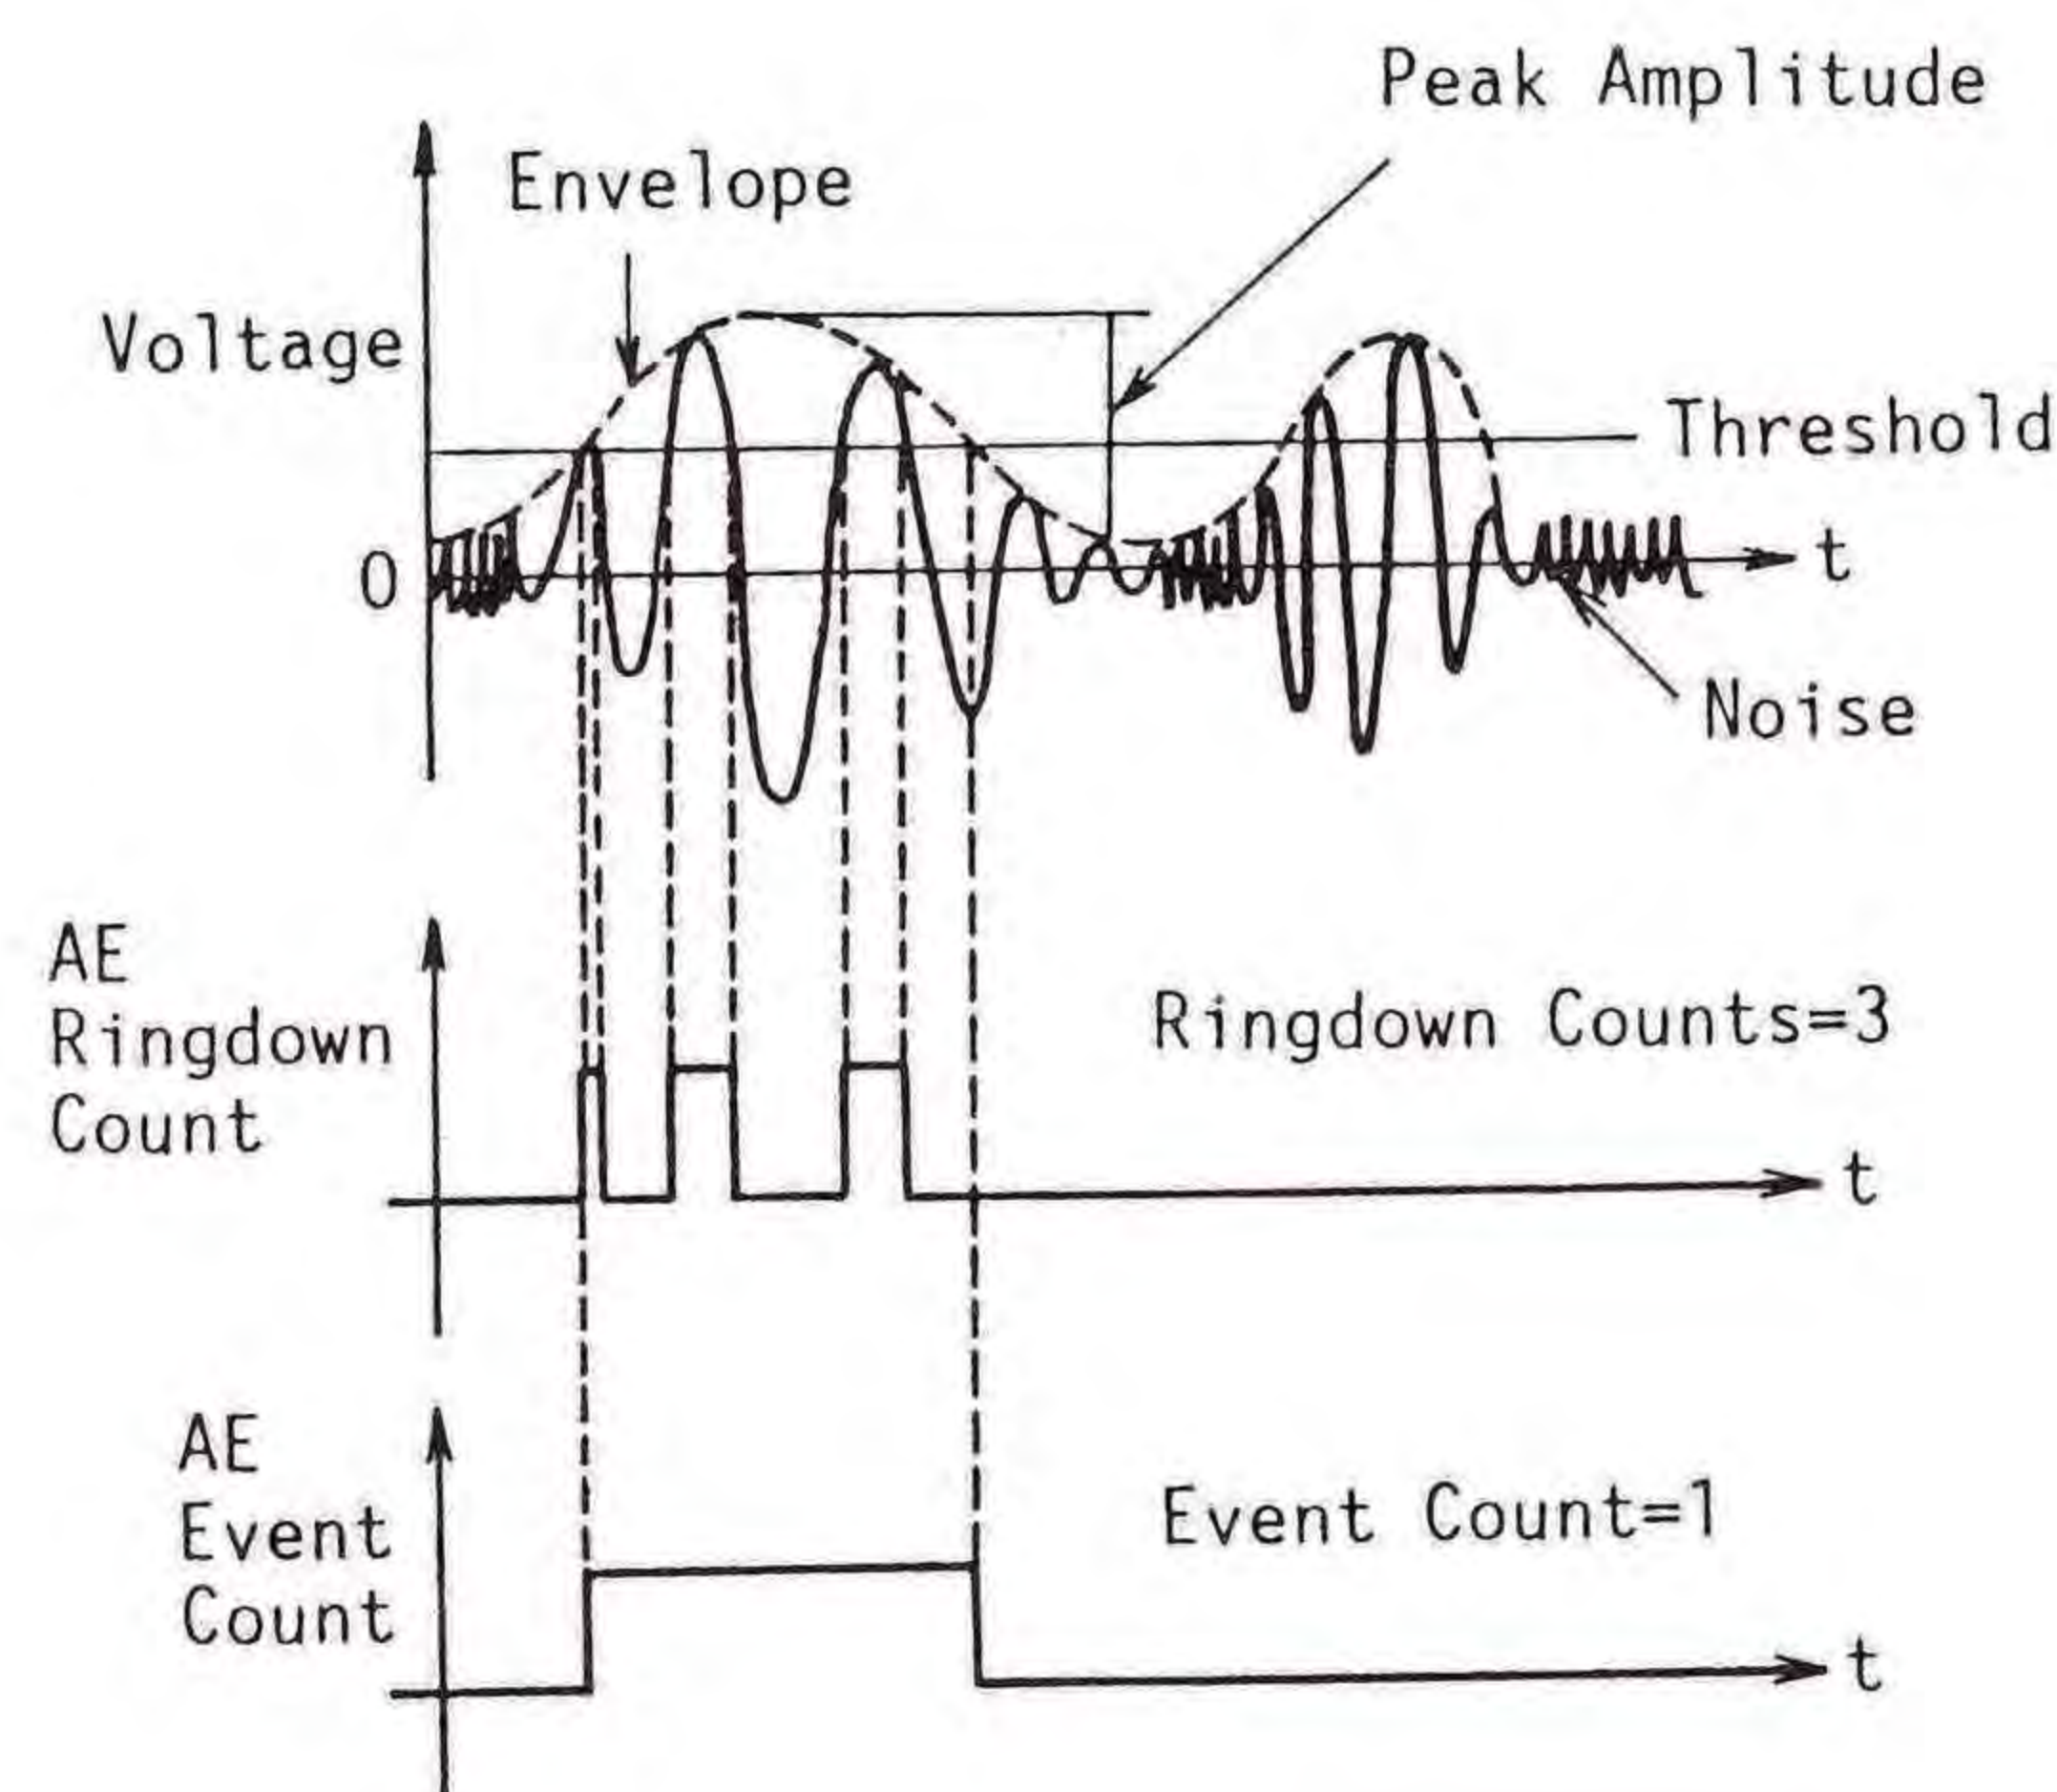 Peak Amplitude
Envelope
Voltage
Threshold
0
t
Noise
AE
Ringdown
Count
Ringdown Counts=3
t
AE
Event
Count
Event Count=1
t